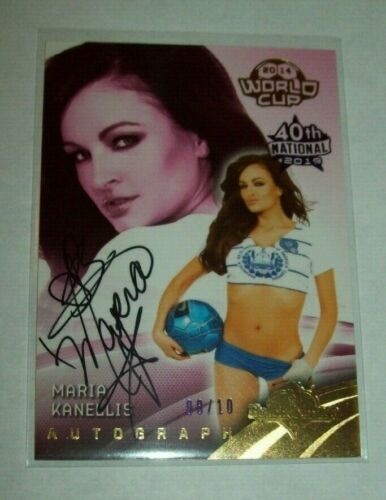 2014
WORLD
CUP
40th
NATIONAL
2019
Maria
MARIA
KANELLIS
08/10
AUTOGRAPH